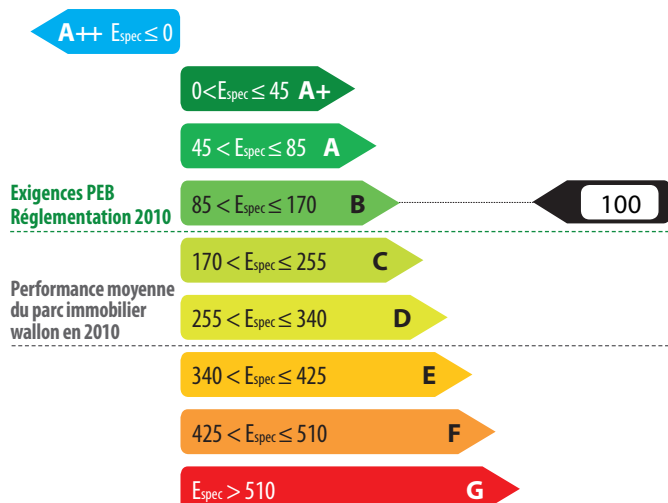 A++ Espec ≤ 0
0<Espec ≤ 45 A+
45 < Espec ≤ 85 A
Exigences PEB
Réglementation 2010
85 < Espec ≤ 170 B
100
170 < Espec ≤ 255 C
Performance moyenne
du parc immobilier
wallon en 2010
255 < Espec ≤ 340 D
340 < Espec ≤ 425 E
425 < Espec ≤ 510 F
Espec > 510 G